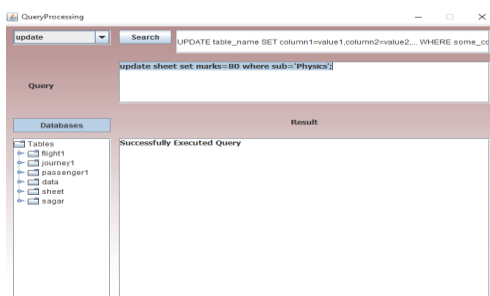 QueryProcessing
update
Search
UPDATE table_name SET column1=value1,column2=value2,... WHERE some_co
update sheet set marks=80 where sub='Physics';
Query
Databases
Result
Tables
flight1
journey1
passenger1
data
sheet
sagar
Successfully Executed Query